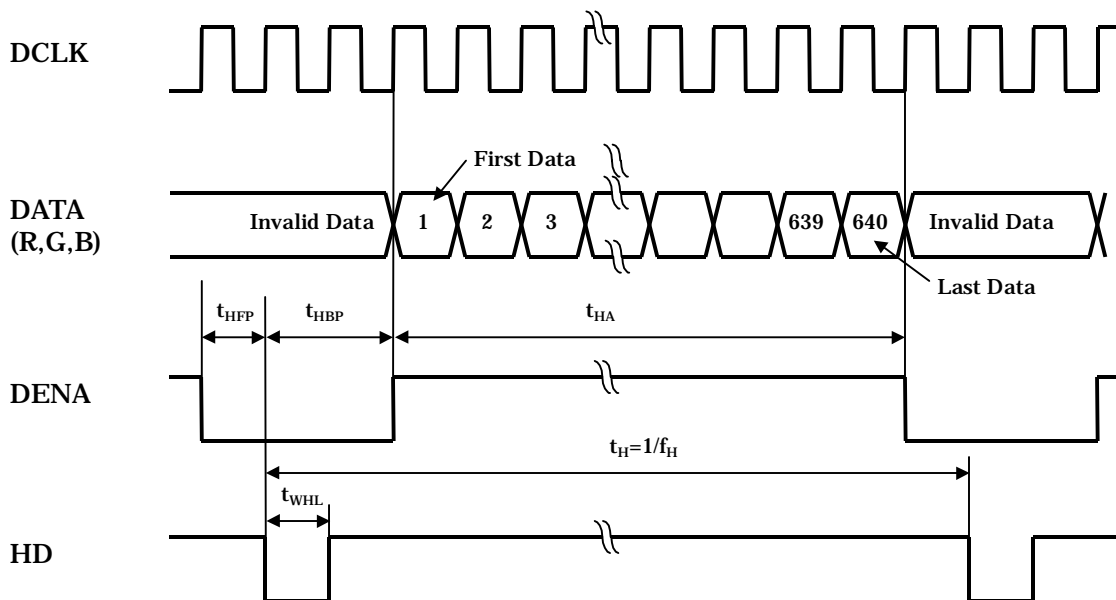 DCLK
First Data
DATA
(R,G,B)
Invalid Data 1 2 3 639 640 Invalid Data
Last Data
tHFP tHBP tHA
DENA
tH=1/fH
tWHL
HD